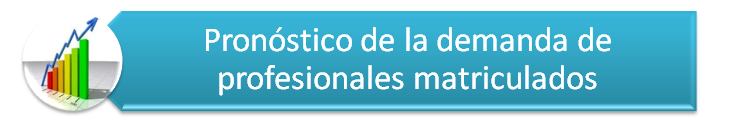 Pronóstico de la demanda de
profesionales matriculados